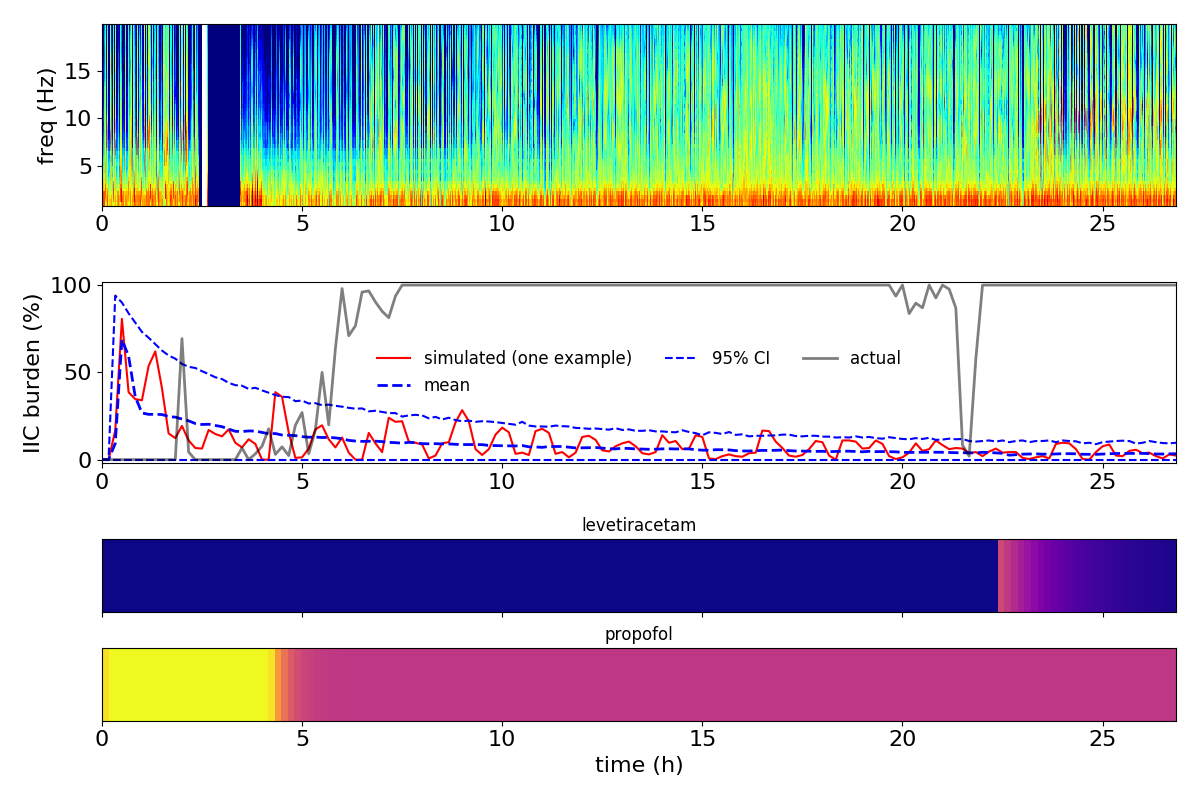 freq (Hz)
15
10
5
0 5 10 15 20 25
IIC burden (%)
100
50
0
simulated (one example)
mean
95% CI
actual
0 5 10 15 20 25
levetiracetam
propofol
0 5 10 15 20 25
time (h)